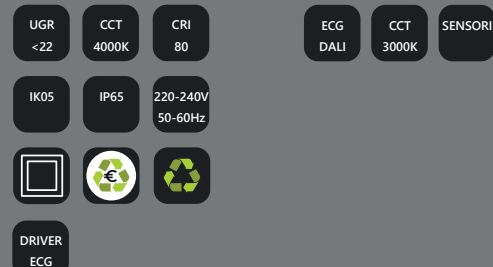 UGR
<22
CCT
4000K
CRI
80
ECG
DALI
CCT
3000K
SENSORI
IK05
IP65
220-240V
50-60Hz
€
DRIVER
ECG